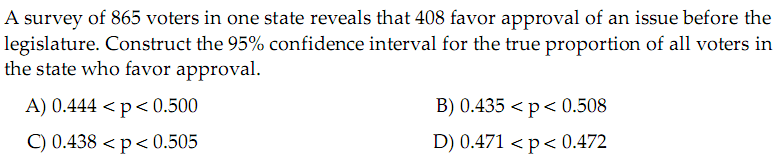 A survey of 865 voters in one state reveals that 408 favor approval of an issue before the
legislature. Construct the 95% confidence interval for the true proportion of all voters in
the state who favor approval.
A) 0.444 < p < 0.500 B) 0.435 < p < 0.508
C) 0.438 < p < 0.505 D) 0.471 < p < 0.472